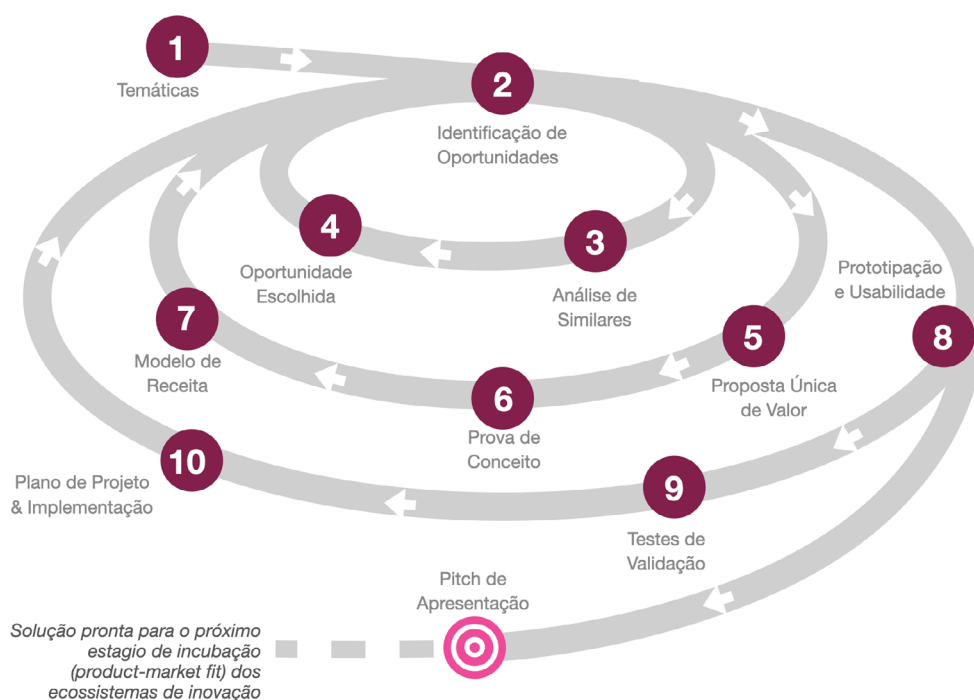 1
Temáticas
2
Identificação de
Oportunidades
3
Análise de
Similares
4
Oportunidade
Escolhida
5
Proposta Única
de Valor
6
Prova de
Conceito
7
Modelo de
Receita
Prototipação
e Usabilidade
8
9
Testes de
Validação
10
Plano de Projeto
& Implementação
Pitch de
Apresentação
Solução pronta para o próximo
estagio de incubação
(product-market fit) dos
ecossistemas de inovação